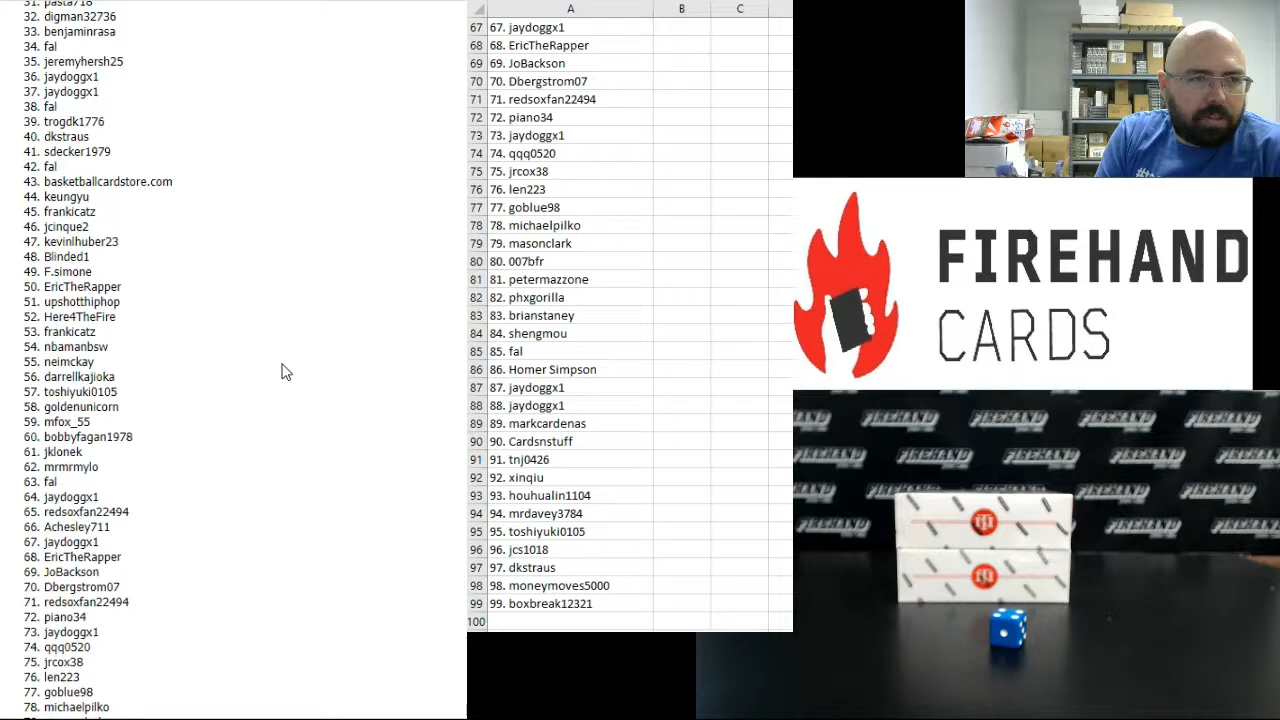 31. pasta718
32. digman32736
33. benjaminrasa
34. fal
35. jeremyhersh25
36. jaydoggx1
37. jaydoggx1
38. fal
39. trogdk1776
40. dkstraus
41. sdecker1979
42. fal
43. basketballcardstore.com
44. keungyu
45. frankicatz
46. jcinque2
47. kevinlhuber23
48. Blinded1
49. F.simone
50. EricTheRapper
51. upshotthiphop
52. Here4TheFire
53. frankicatz
54. nbamanbsw
55. neimckay
56. darrellkajioka
57. toshiyuki0105
58. goldenunicorn
59. mfox_55
60. bobbyfagan1978
61. jklonek
62. mrmrmylo
63. fal
64. jaydoggx1
65. redsoxfan22494
66. Achesley711
67. jaydoggx1
68. EricTheRapper
69. JoBackson
70. Dbergstrom07
71. redsoxfan22494
72. piano34
73. jaydoggx1
74. qqq0520
75. jrcox38
76. len223
77. goblue98
78. michaelpilko
A B C
67 67. jaydoggx1
68 68. EricTheRapper
69 69. JoBackson
70 70. Dbergstrom07
71 71. redsoxfan22494
72 72. piano34
73 73. jaydoggx1
74 74. qqq0520
75 75. jrcox38
76 76. len223
77 77. goblue98
78 78. michaelpilko
79 79. masonclark
80 80. 007bfr
81 81. petermazzone
82 82. phxgorilla
83 83. brianstaney
84 84. shengmou
85 85. fal
86 86. Homer Simpson
87 87. jaydoggx1
88 88. jaydoggx1
89 89. markcardenas
90 90. Cardsnstuff
91 91. tnj0426
92 92. xinqiu
93 93. houhualin1104
94 94. mrdavey3784
95 95. toshiyuki0105
96 96. jcs1018
97 97. dkstraus
98 98. moneymoves5000
99 99. boxbreak12321
100
FIREHAND
CARDS
FIREHAND FIREHAND FIREHAND FIREHAND